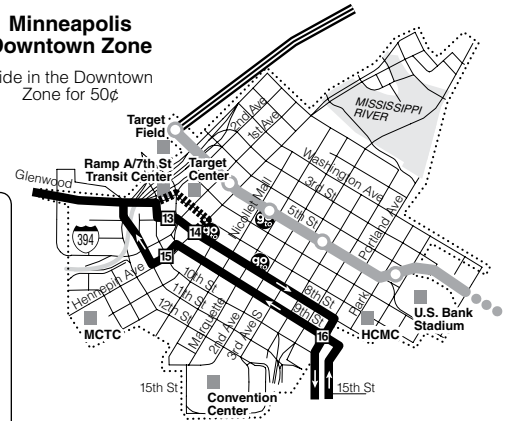 Minneapolis
Downtown Zone
Ride in the Downtown
Zone for 50¢
Target
Field
Ramp A/7th St
Transit Center
Target
Center
Glenwood
394
2nd Ave
1st Ave
MISSISSIPPI
RIVER
Washington Ave
3rd St
5th St
Nicollet Mall
Portland Ave
13
14
15
16
Hennepin Ave
10th St
11th St
12th St
Marquette
2nd Ave
3rd Ave S
8th St
9th St
Park
HCMC
U.S. Bank
Stadium
MCTC
15th St
Convention
Center
15th St